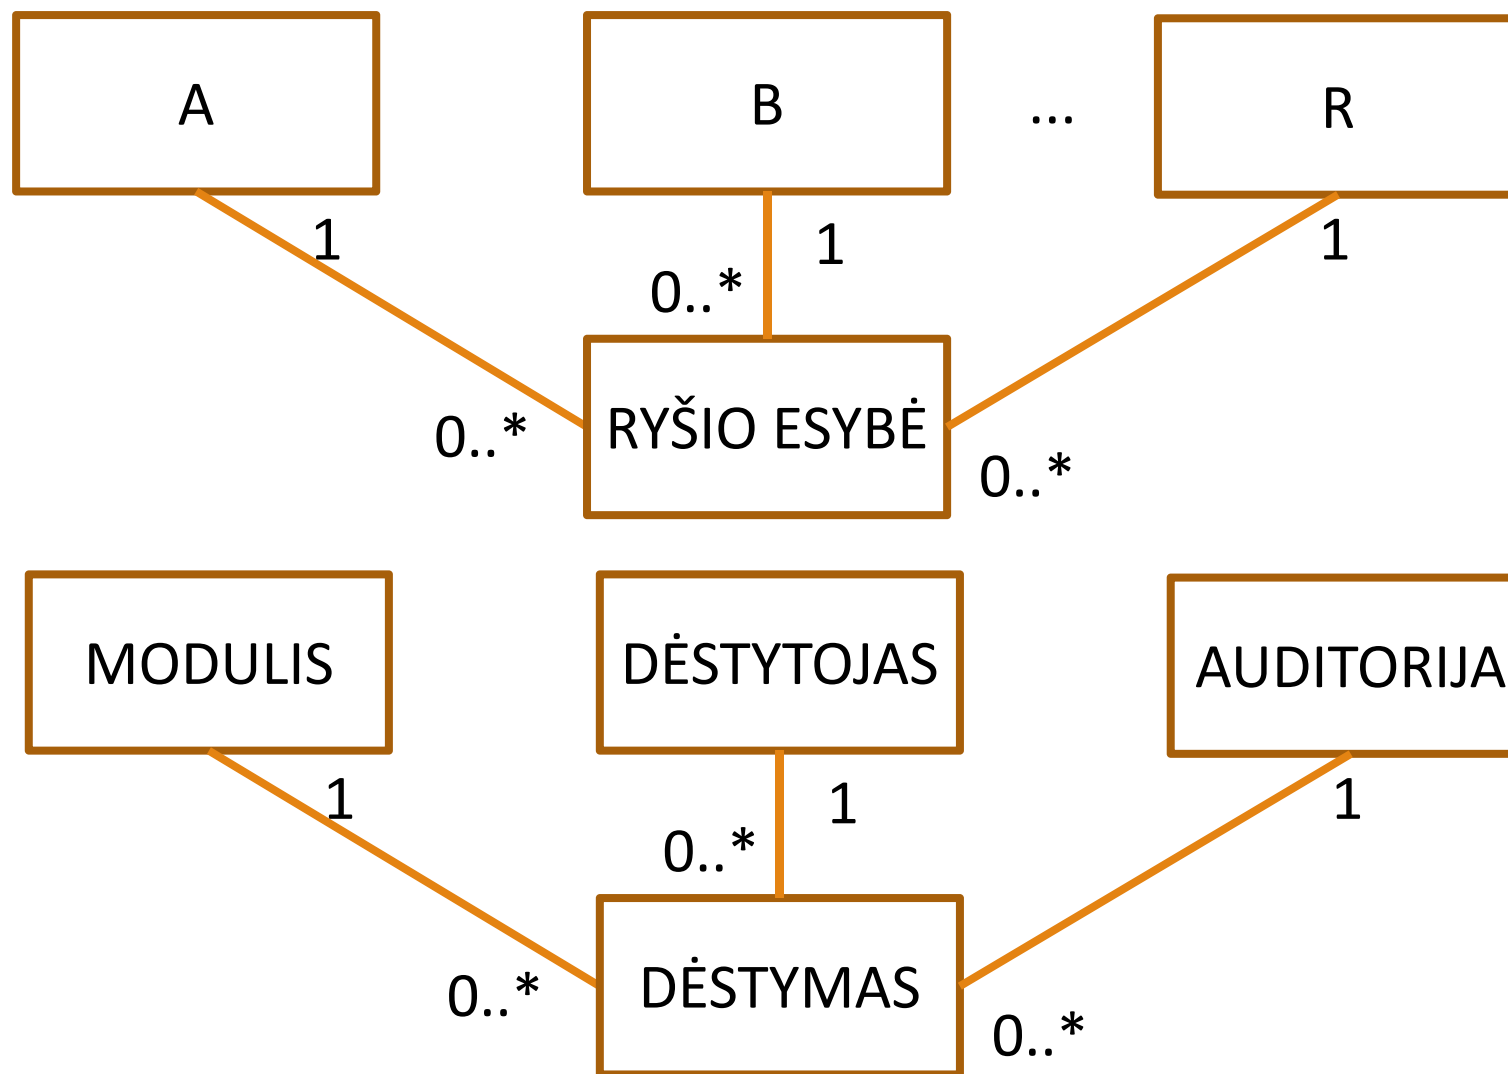 A
B
...
R
1
1
1
0..*
0..*
RYŠIO ESYBĖ
0..*
MODULIS
DĖSTYTOJAS
AUDITORIJA
1
1
1
0..*
0..*
DĖSTYMAS
0..*